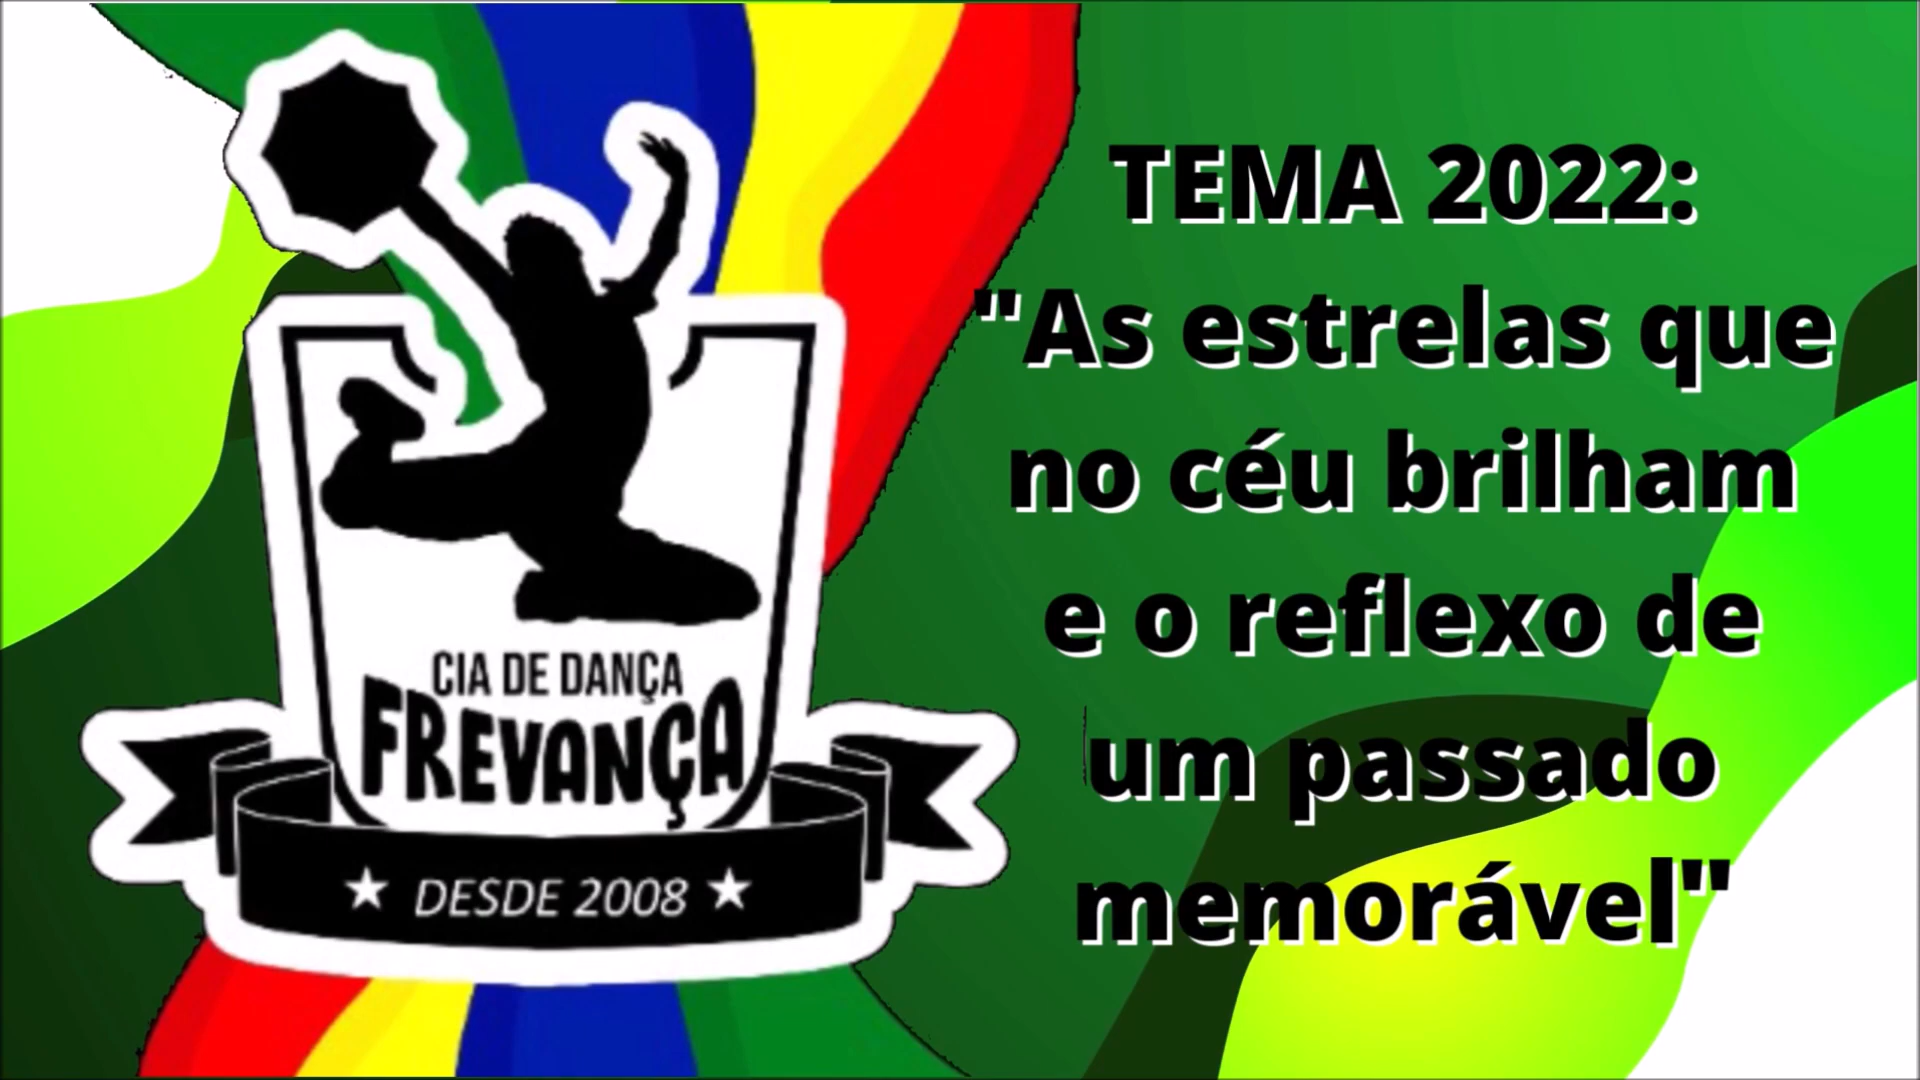 CIA DE DANÇA
FREVANÇA
★ DESDE 2008 ★
TEMA 2022:
"As estrelas que
no céu brilham
e o reflexo de
um passado
memorável"